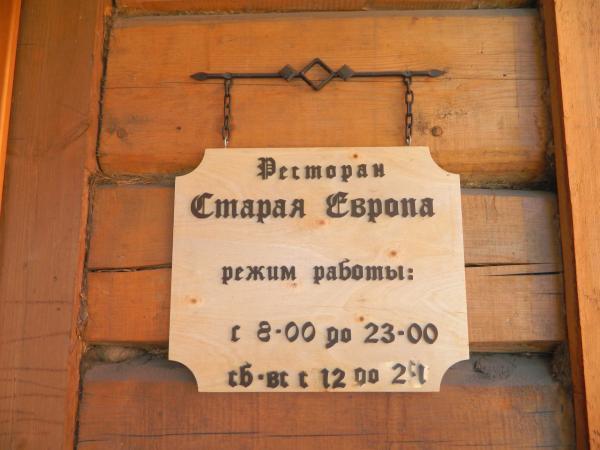 Ресторан
Старая Европа
режим работы:
с 8-00 до 23-00
сб-вс с 12 до